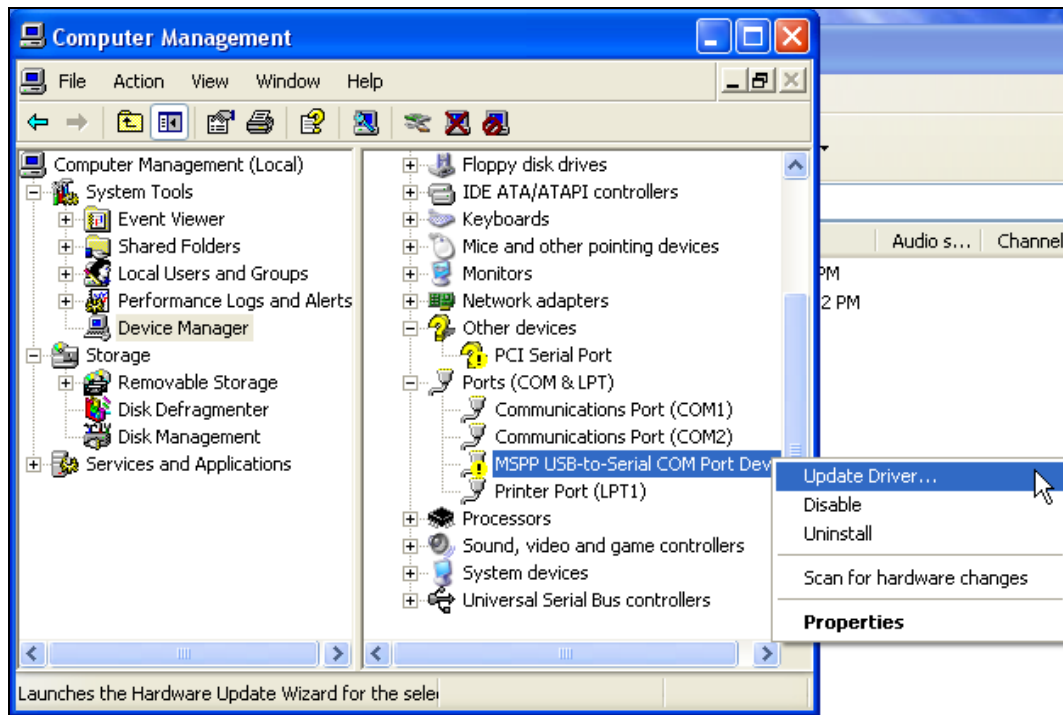 Computer Management
File Action View Window Help
Computer Management (Local)
System Tools
Event Viewer
Shared Folders
Local Users and Groups
Performance Logs and Alerts
Device Manager
Storage
Removable Storage
Disk Defragmenter
Disk Management
Services and Applications
Floppy disk drives
IDE ATA/ATAPI controllers
Keyboards
Mice and other pointing devices
Monitors
Network adapters
Other devices
PCI Serial Port
Ports (COM & LPT)
Communications Port (COM1)
Communications Port (COM2)
MSPP USB-to-Serial COM Port Dev
Printer Port (LPT1)
Processors
Sound, video and game controllers
System devices
Universal Serial Bus controllers
Update Driver...
Disable
Uninstall
Scan for hardware changes
Properties
Audio s... Channel
PM
2 PM
Launches the Hardware Update Wizard for the sele